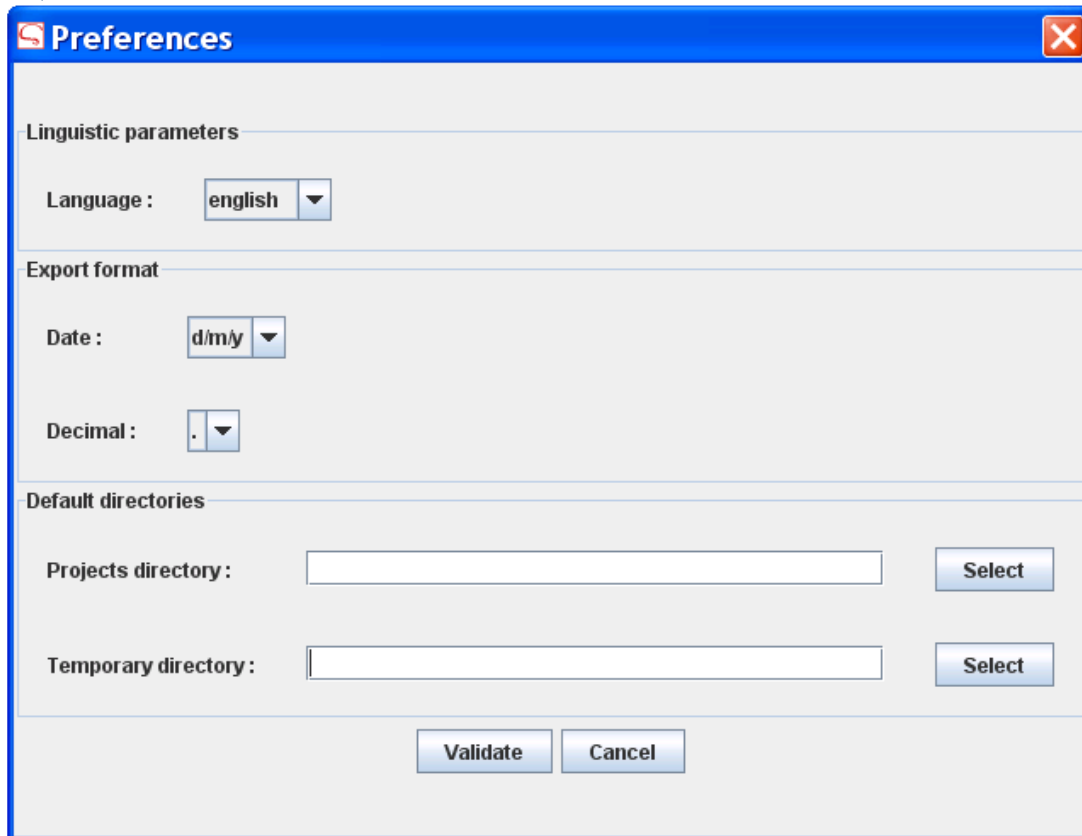 Preferences
Linguistic parameters
Language : english
Export format
Date : d/m/y
Decimal : .
Default directories
Projects directory : Select
Temporary directory : Select
Validate Cancel